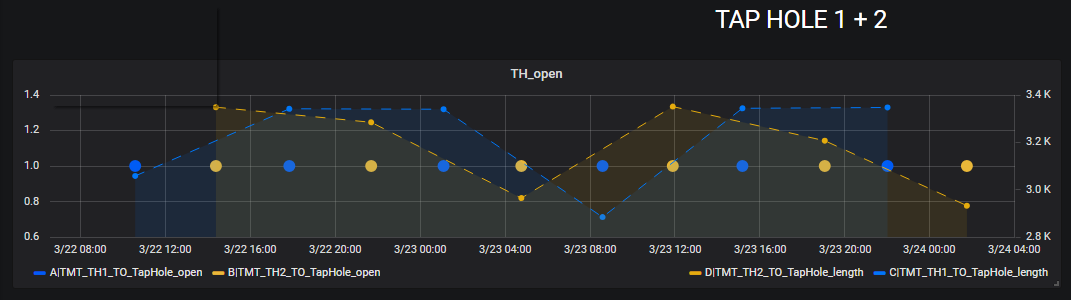 TAP HOLE 1 + 2
TH_open
1.4
1.2
1.0
0.8
0.6
3.4 K
3.2 K
3.0 K
2.8 K
3/22 08:00 3/22 12:00 3/22 16:00 3/22 20:00 3/23 00:00 3/23 04:00 3/23 08:00 3/23 12:00 3/23 16:00 3/23 20:00 3/24 00:00 3/24 04:00
A|TMT_TH1_TO_TapHole_open B|TMT_TH2_TO_TapHole_open D|TMT_TH2_TO_TapHole_length C|TMT_TH1_TO_TapHole_length